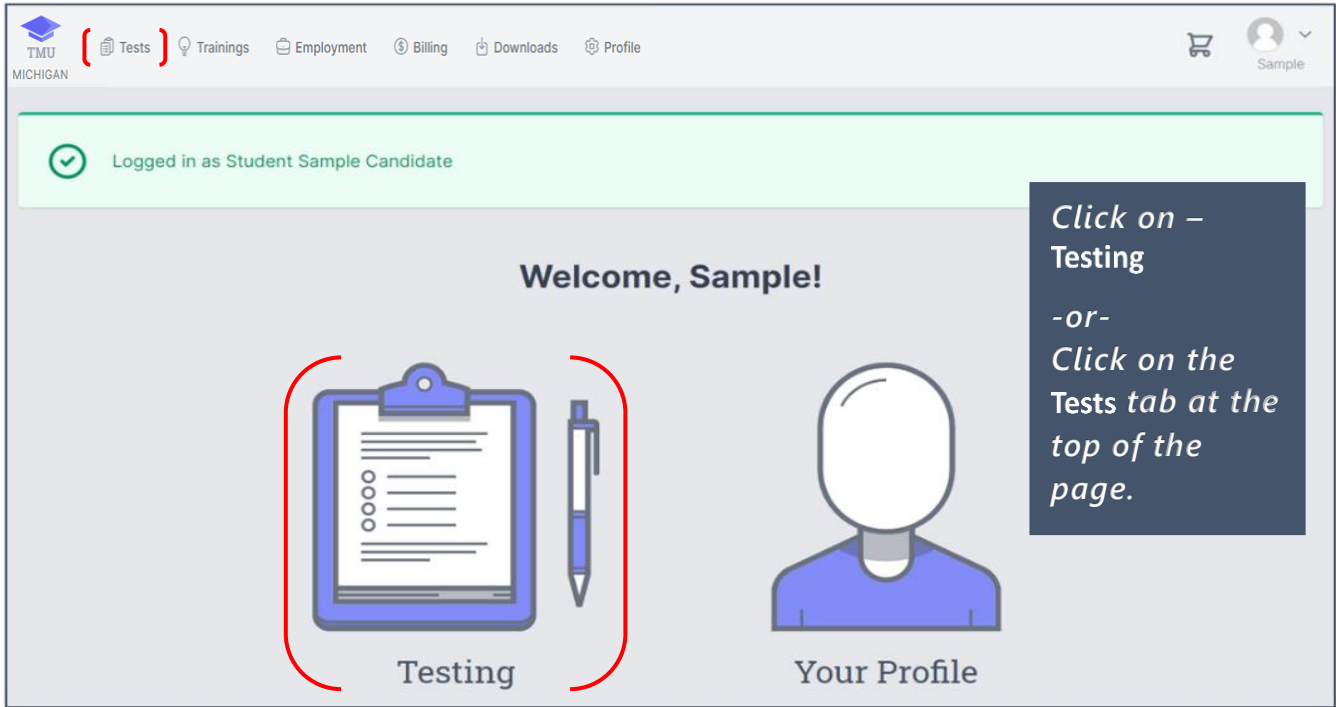 TMU
MICHIGAN
Tests Trainings Employment Billing Downloads Profile
Sample
Logged in as Student Sample Candidate
Welcome, Sample!
Click on –
Testing
-or-
Click on the
Tests tab at the
top of the
page.
Testing
Your Profile